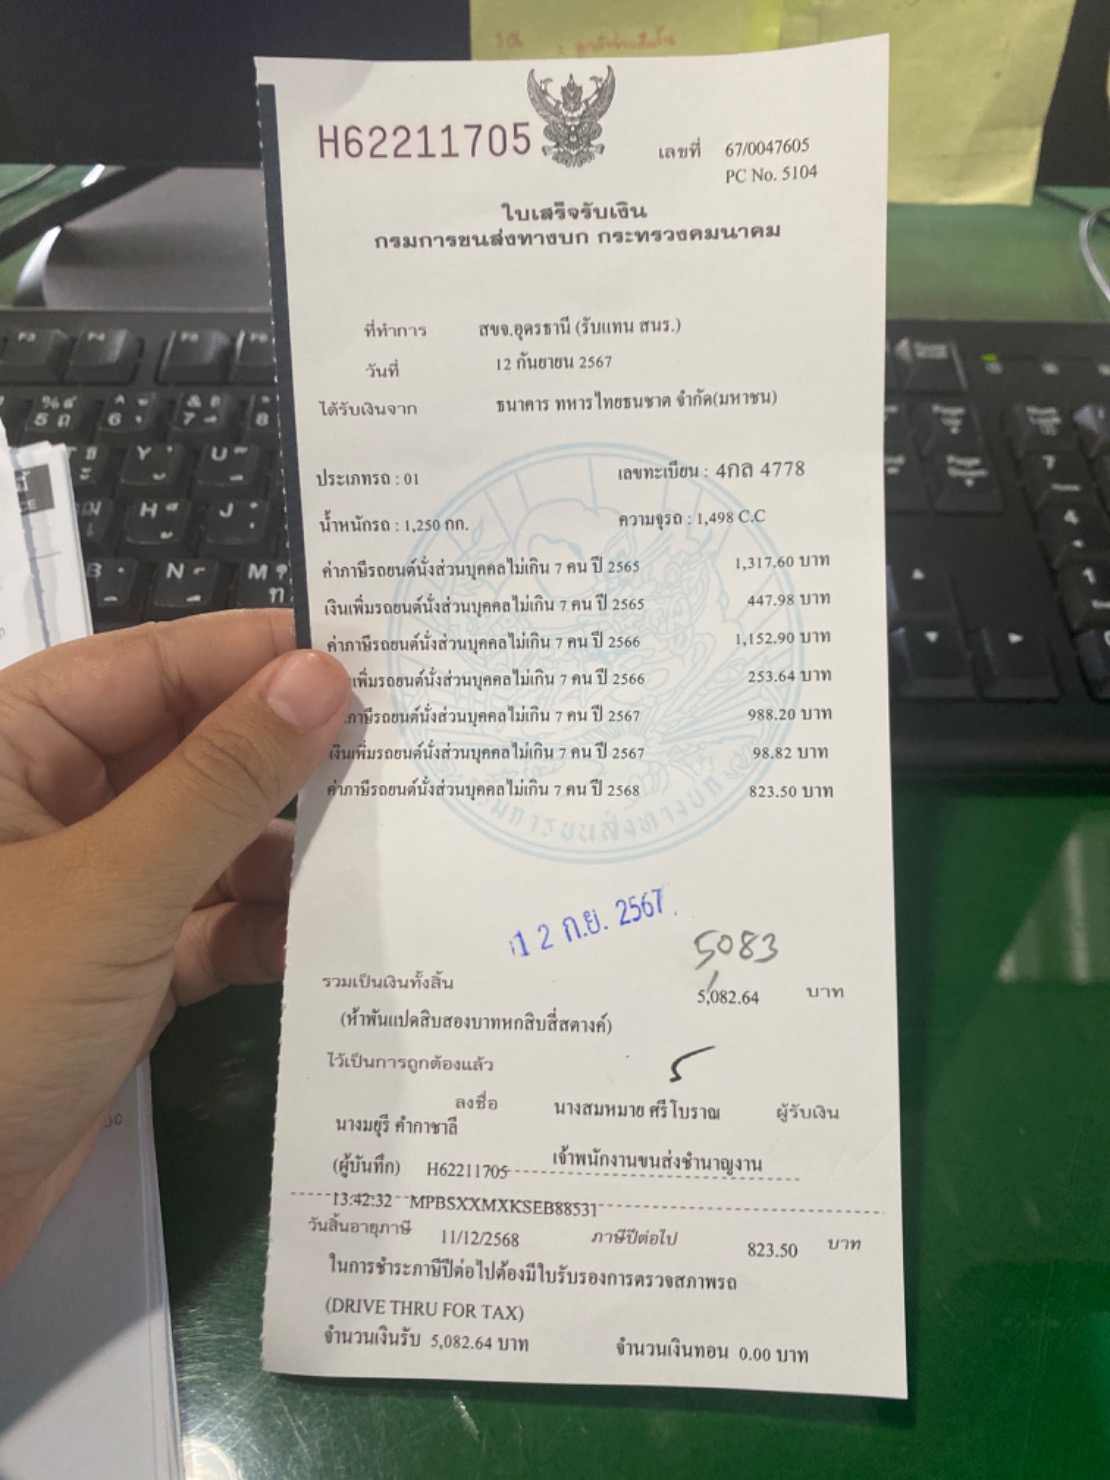 H62211705
เลขที่ 67/0047605
PC No. 5104
ใบเสร็จรับเงิน
กรมการขนส่งทางบก กระทรวงคมนาคม
ที่ทำการ สขจ.อุดรธานี (รับแทน สนร.)
วันที่ 12 กันยายน 2567
ได้รับเงินจาก ธนาคาร ทหารไทยธนชาต จำกัด(มหาชน)
ประเภทรถ : 01 เลขทะเบียน : 4กล 4778
น้ำหนักรถ : 1,250 กก. ความจุรถ : 1,498 C.C
ค่าภาษีรถยนต์นั่งส่วนบุคคลไม่เกิน 7 คน ปี 2565 1,317.60 บาท
เงินเพิ่มรถยนต์นั่งส่วนบุคคลไม่เกิน 7 คน ปี 2565 447.98 บาท
ค่าภาษีรถยนต์นั่งส่วนบุคคลไม่เกิน 7 คน ปี 2566 1,152.90 บาท
เพิ่มรถยนต์นั่งส่วนบุคคลไม่เกิน 7 คน ปี 2566 253.64 บาท
ภาษีรถยนต์นั่งส่วนบุคคลไม่เกิน 7 คน ปี 2567 988.20 บาท
เงินเพิ่มรถยนต์นั่งส่วนบุคคลไม่เกิน 7 คน ปี 2567 98.82 บาท
ค่าภาษีรถยนต์นั่งส่วนบุคคลไม่เกิน 7 คน ปี 2568 823.50 บาท
กรมการขนส่งทางบก
12 ก.ย. 2567
5083
รวมเป็นเงินทั้งสิ้น 5,082.64 บาท
(ห้าพันแปดสิบสองบาทหกสิบสี่สตางค์)
ไว้เป็นการถูกต้องแล้ว
ลงชื่อ นางสมหมาย ศรีโบราณ ผู้รับเงิน
นางมยุรี คำกาชาลี
เจ้าพนักงานขนส่งชำนาญงาน
(ผู้บันทึก) H62211705
13:42:32 MPBSXXMXKSEB88531
วันสิ้นอายุภาษี 11/12/2568 ภาษีปีต่อไป 823.50 บาท
ในการชำระภาษีปีต่อไปต้องมีใบรับรองการตรวจสภาพรถ
(DRIVE THRU FOR TAX)
จำนวนเงินรับ 5,082.64 บาท จำนวนเงินทอน 0.00 บาท